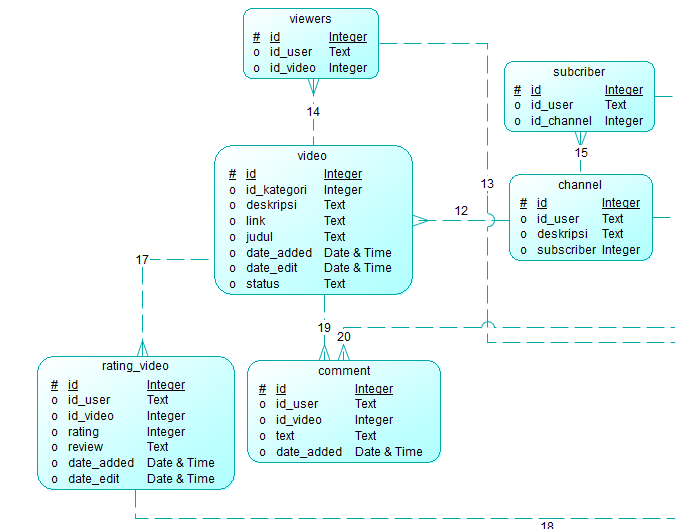 viewers
# id Integer
o id_user Text
o id_video Integer
14
subcriber
# id Integer
o id_user Text
o id_channel Integer
15
video
# id Integer
o id_kategori Integer
o deskripsi Text
o link Text
o judul Text
o date_added Date & Time
o date_edit Date & Time
o status Text
13
12
channel
# id Integer
o id_user Text
o deskripsi Text
o subscriber Integer
17
19
20
rating_video
# id Integer
o id_user Text
o id_video Integer
o rating Integer
o review Text
o date_added Date & Time
o date_edit Date & Time
comment
# id Integer
o id_user Text
o id_video Integer
o text Text
o date_added Date & Time
18